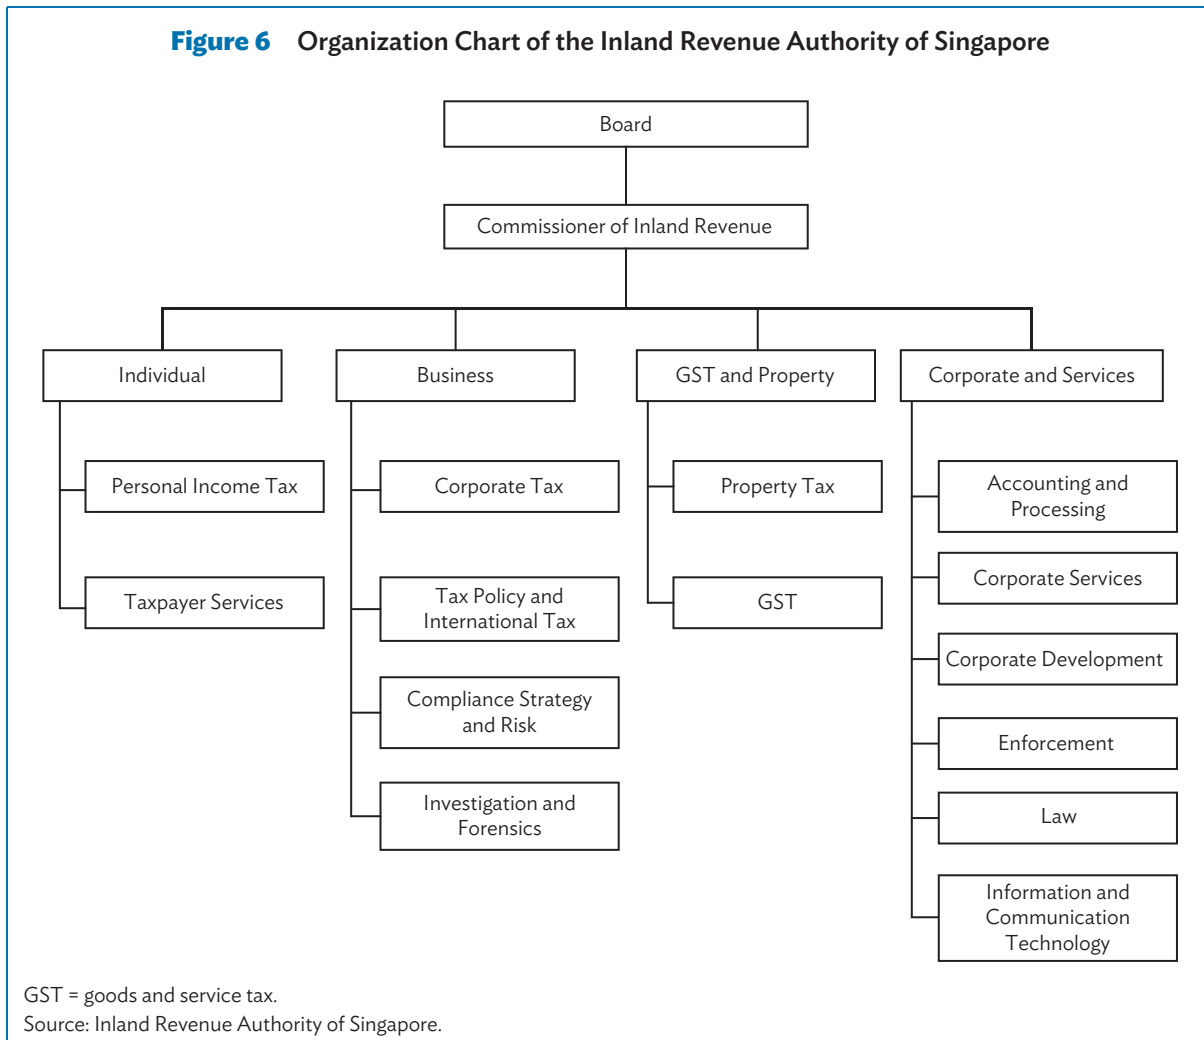 Figure 6 Organization Chart of the Inland Revenue Authority of Singapore
Board
Commissioner of Inland Revenue
Individual
Personal Income Tax
Taxpayer Services
Business
Corporate Tax
Tax Policy and
International Tax
Compliance Strategy
and Risk
Investigation and
Forensics
GST and Property
Property Tax
GST
Corporate and Services
Accounting and
Processing
Corporate Services
Corporate Development
Enforcement
Law
Information and
Communication
Technology
GST = goods and service tax.
Source: Inland Revenue Authority of Singapore.